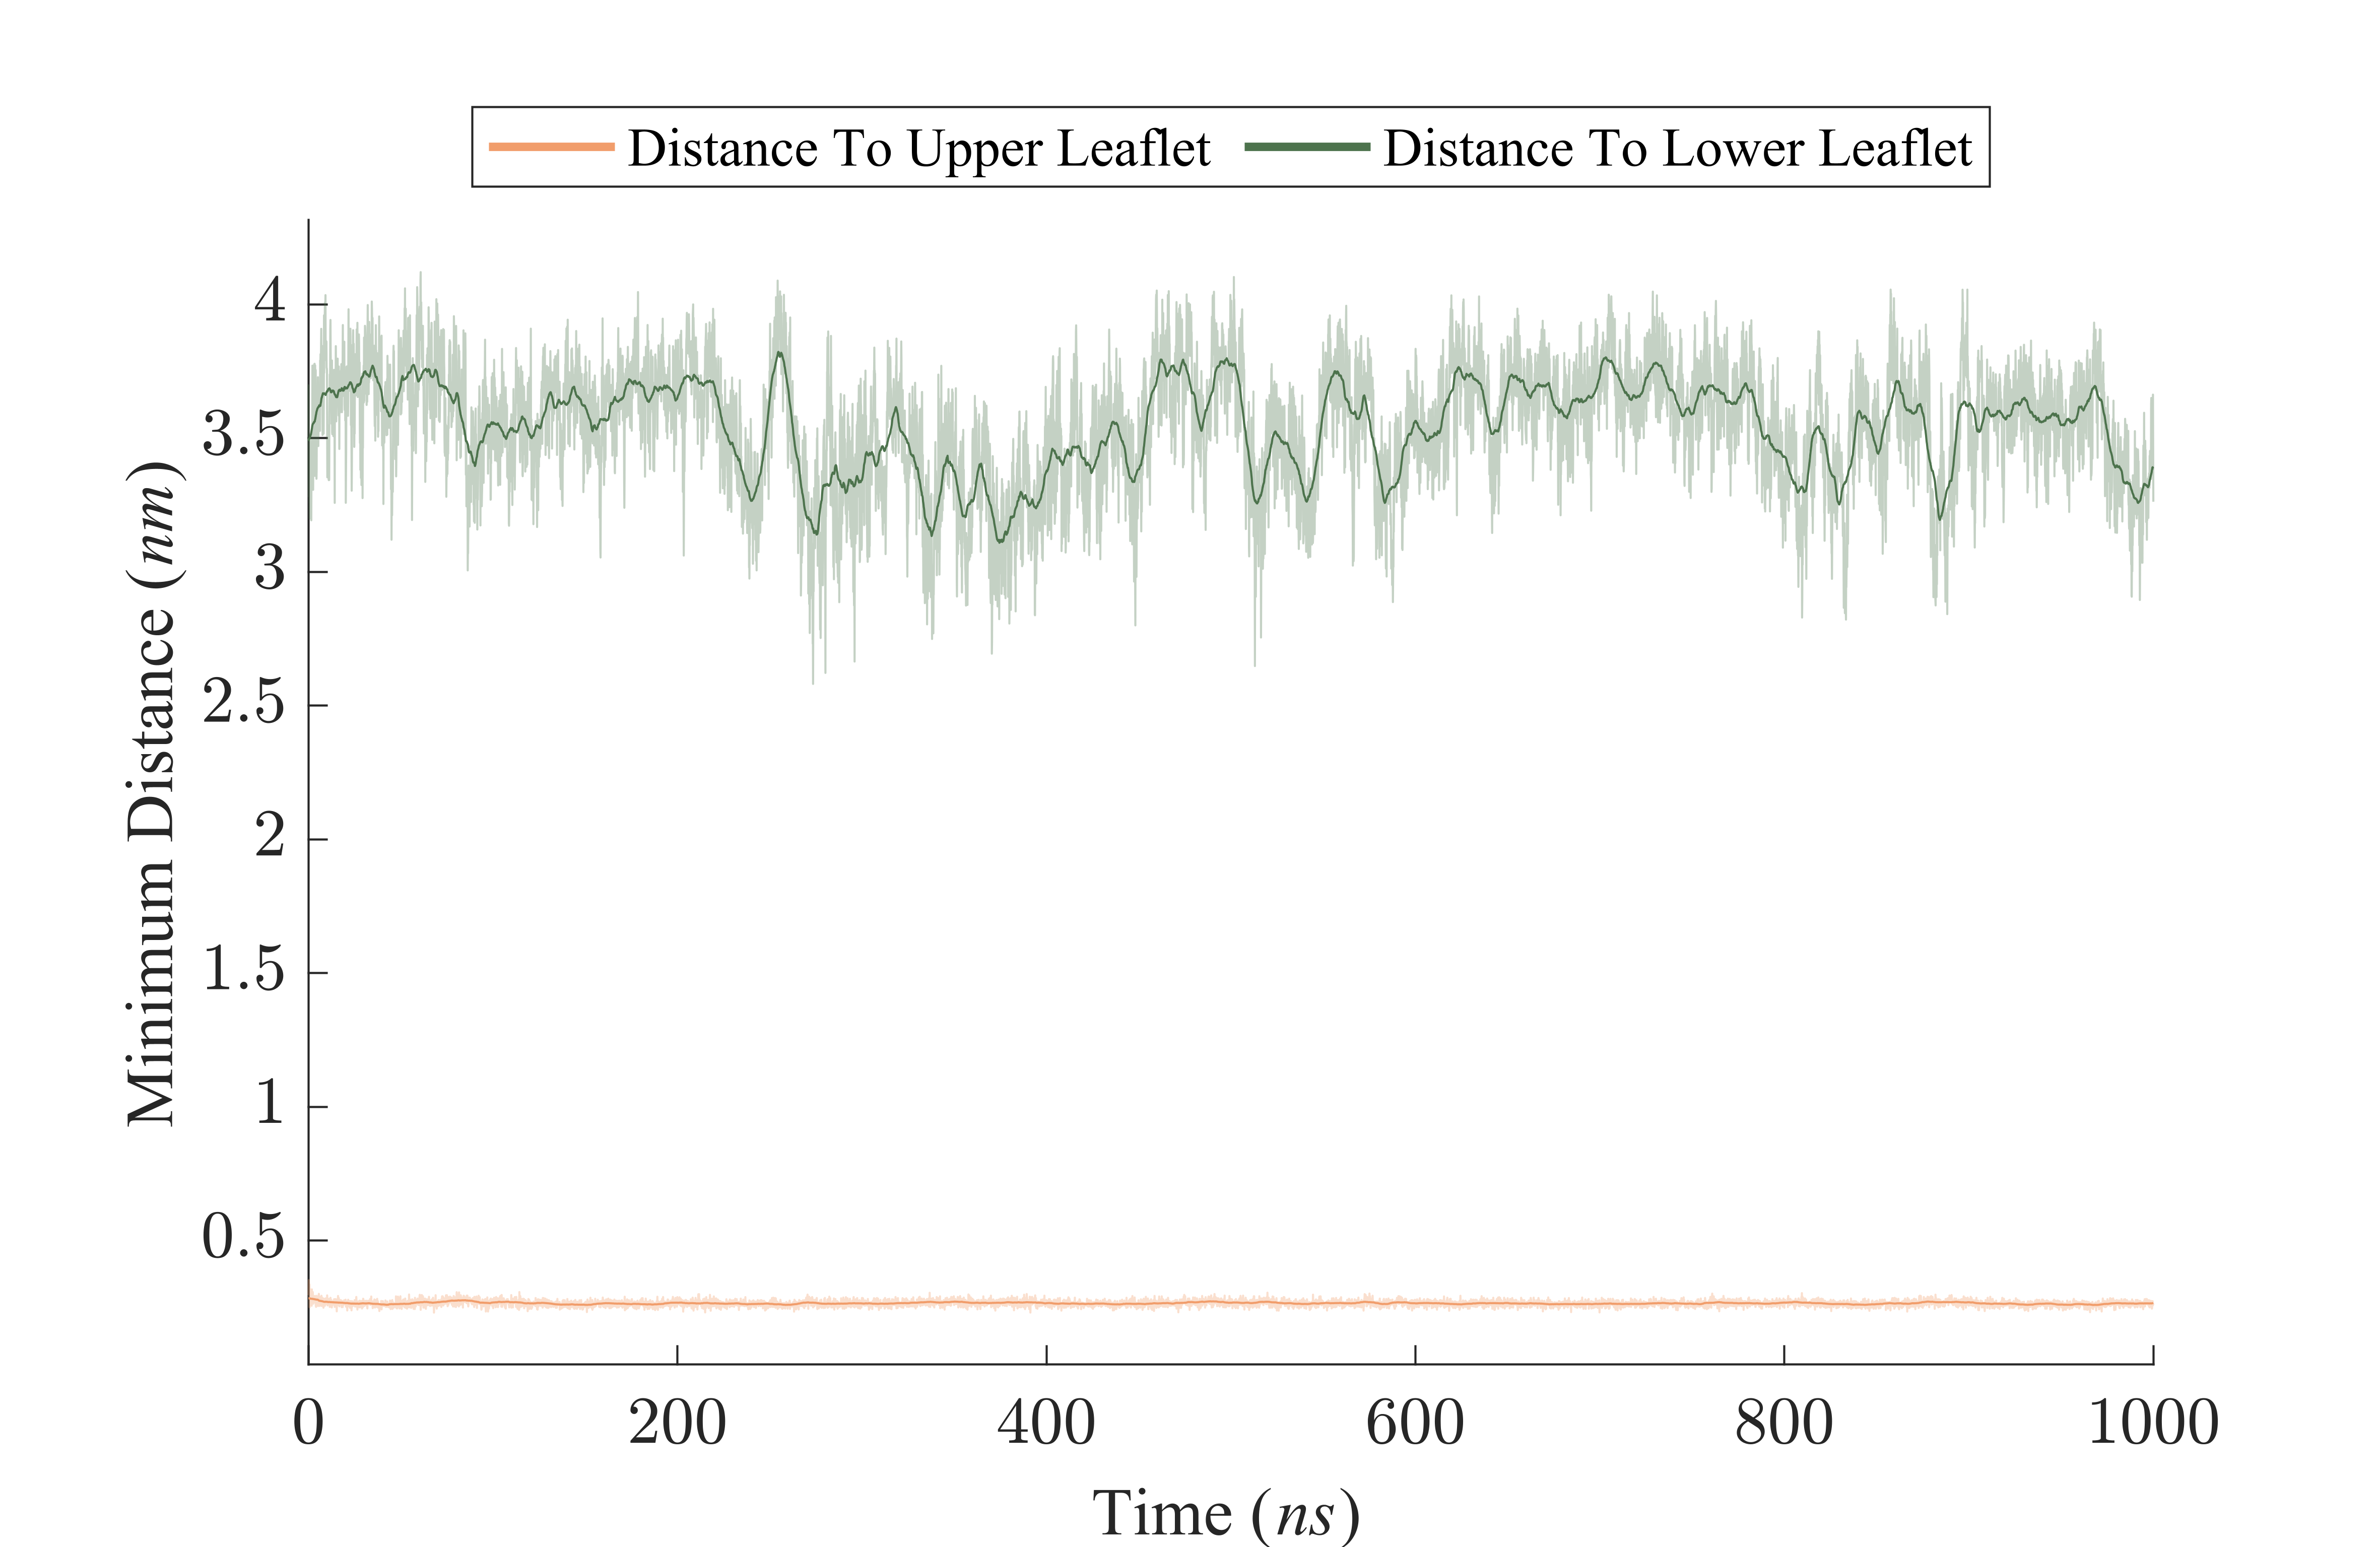 Distance To Upper Leaflet Distance To Lower Leaflet
Minimum Distance (nm)
4
3.5
3
2.5
2
1.5
1
0.5
0 200 400 600 800 1000
Time (ns)